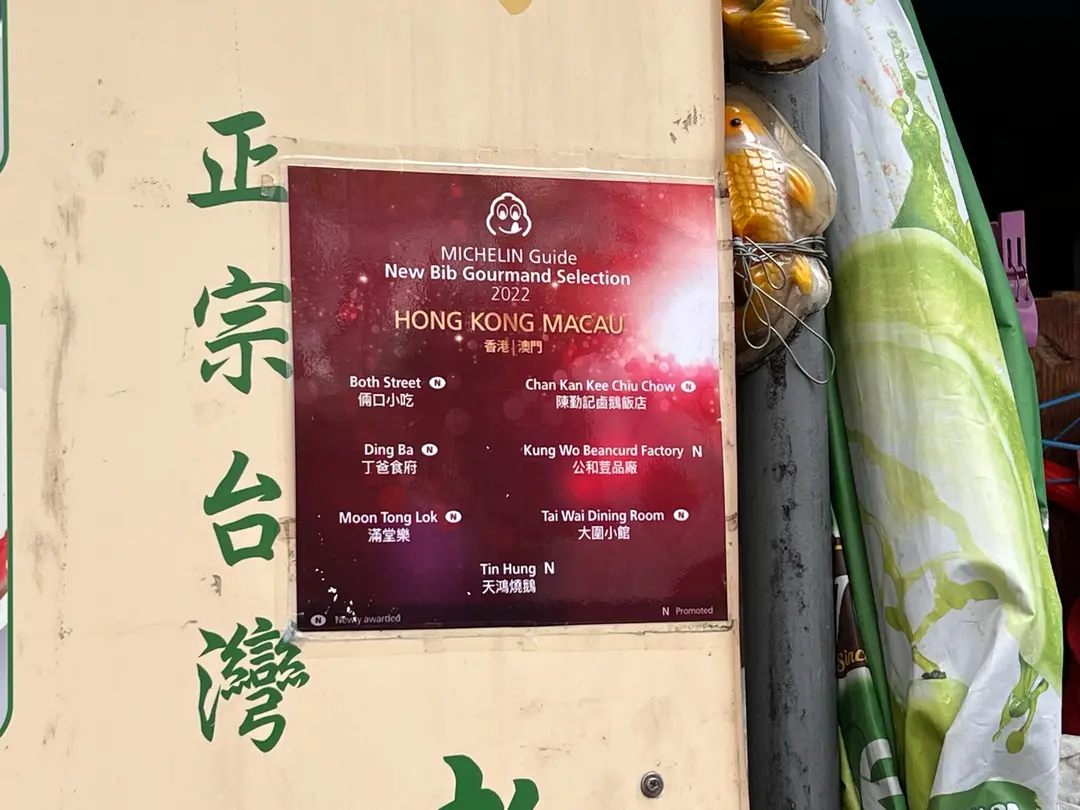 正宗台灣
MICHELIN Guide
New Bib Gourmand Selection
2022
HONG KONG MACAU
香港|澳門
Both Street N
倆口小吃
Chan Kan Kee Chiu Chow N
陳勤記鹵鵝飯店
Ding Ba N
丁爸食府
Kung Wo Beancurd Factory N
公和荳品廠
Moon Tong Lok N
滿堂樂
Tai Wai Dining Room N
大圍小館
Tin Hung N
天鴻燒鵝
N Newly awarded
N Promoted